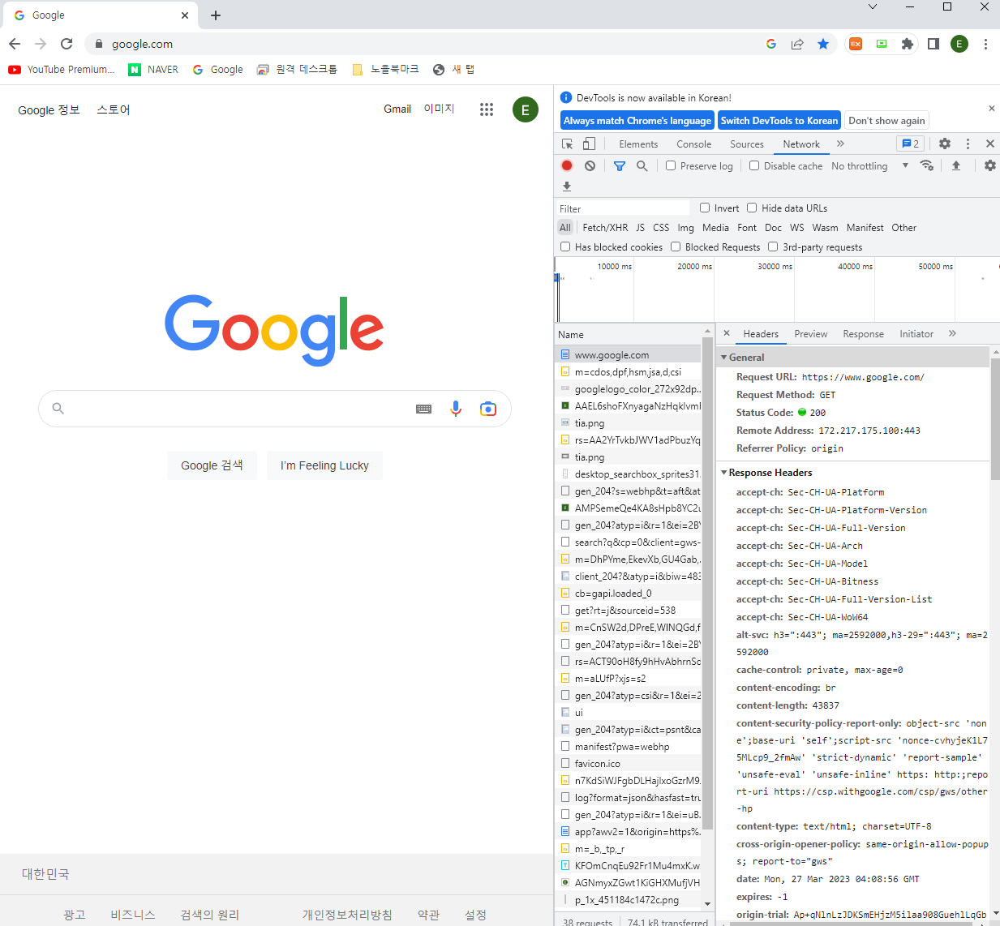 Google
google.com
YouTube Premium...
NAVER
Google
원격 데스크톱
노을북마크
새 탭
Google 정보
스토어
Gmail
이미지
E
Google
Google 검색
I'm Feeling Lucky
대한민국
광고
비즈니스
검색의 원리
개인정보처리방침
약관
설정
DevTools is now available in Korean!
Always match Chrome's language
Switch DevTools to Korean
Don't show again
Elements
Console
Sources
Network
2
Preserve log
Disable cache
No throttling
Filter
Invert
Hide data URLs
All
Fetch/XHR
JS
CSS
Img
Media
Font
Doc
WS
Wasm
Manifest
Other
Has blocked cookies
Blocked Requests
3rd-party requests
10000 ms
20000 ms
30000 ms
40000 ms
50000 ms
Name
www.google.com
m=cdos,dpf,hsm,jsa,d,csi
googlelogo_color_272x92dp...
tia.png
tia.png
desktop_searchbox_sprites31...
gen_204?s=webhp&t=aft&at
gen_204?atyp=i&r=1&ei=2B
search?q&cp=0&client=gws-
m=DhPYme,EkevXb,GU4Gab,.
client_204?&atyp=i&biw=483
cb=gapi.loaded_0
get?rt=j&sourceid=538
gen_204?atyp=i&r=1&ei=2B
m=aLUfP?xjs=s2
gen_204?atyp=csi&r=1&ei=2
ui
gen_204?atyp=i&ct=psnt&ca
manifest?pwa=webhp
favicon.ico
log?format=json&hasfast=tru
gen_204?atyp=i&r=1&ei=uB.
app?awv2=1&origin=https%.
m=_b,_tp,_r
KFOmCnqEu92Fr1Mu4mxK.w
p_1x_451184c1472c.png
38 requests
74.1 kB transferred
Headers
Preview
Response
Initiator
General
Request URL: https://www.google.com/
Request Method: GET
Status Code: 200
Remote Address: 172.217.175.100:443
Referrer Policy: origin
Response Headers
accept-ch: Sec-CH-UA-Platform
accept-ch: Sec-CH-UA-Platform-Version
accept-ch: Sec-CH-UA-Full-Version
accept-ch: Sec-CH-UA-Arch
accept-ch: Sec-CH-UA-Model
accept-ch: Sec-CH-UA-Bitness
accept-ch: Sec-CH-UA-Full-Version-List
accept-ch: Sec-CH-UA-WoW64
alt-svc: h3=":443"; ma=2592000,h3-29=":443"; ma=2
592000
cache-control: private, max-age=0
content-encoding: br
content-length: 43837
content-security-policy-report-only: object-src 'non
e';base-uri 'self';script-src 'nonce-cvhyjeK1L7
5MLcp9_2fmAw' 'strict-dynamic' 'report-sample'
'unsafe-eval' 'unsafe-inline' https: http:;repo
rt-uri https://csp.withgoogle.com/csp/gws/other
-hp
content-type: text/html; charset=UTF-8
cross-origin-opener-policy: same-origin-allow-popup
s; report-to="gws"
date: Mon, 27 Mar 2023 04:08:56 GMT
expires: -1
origin-trial: Ap+qNlnLzJDKSmEHjzM5ilaa908GuehlLqGb